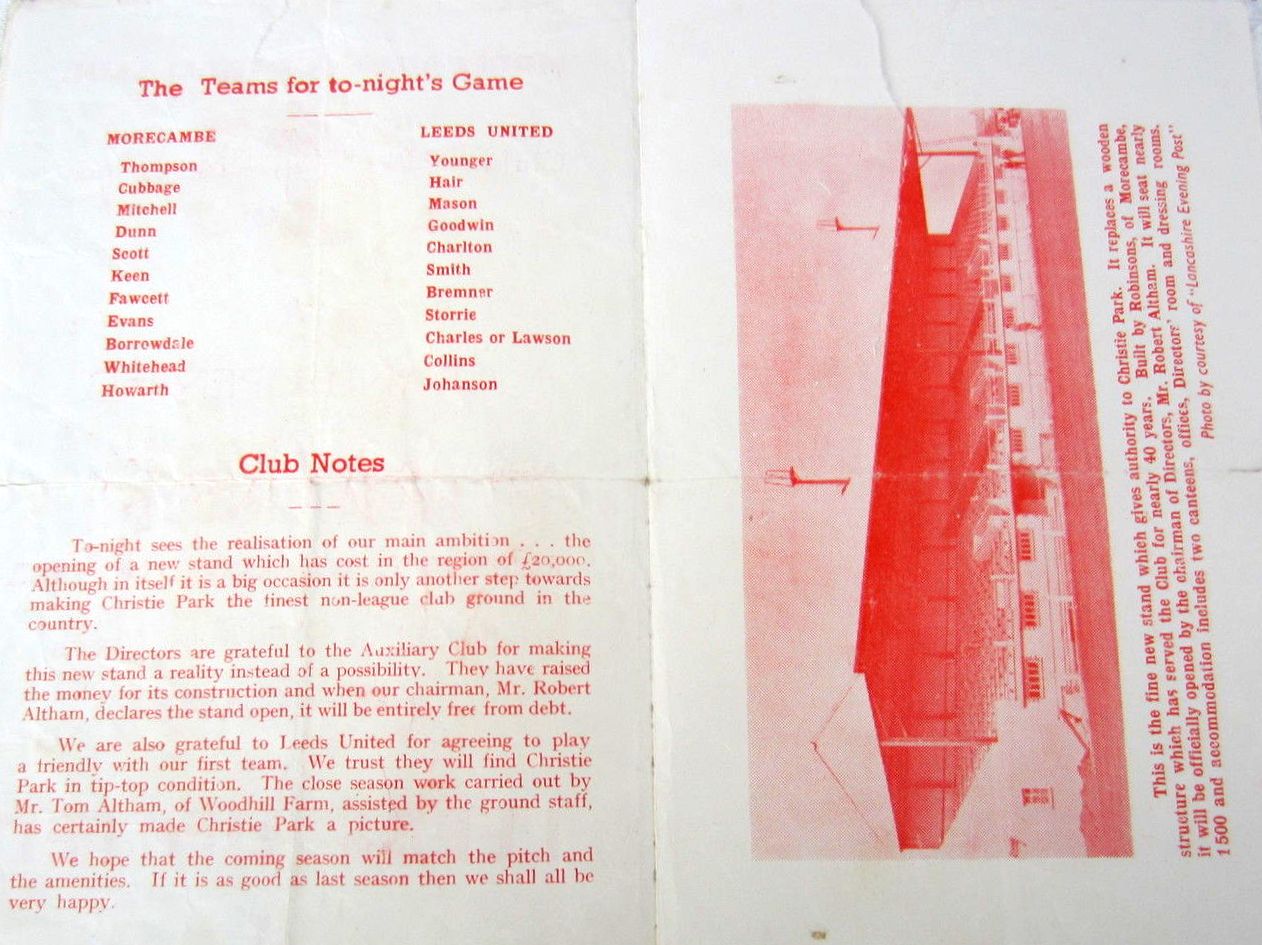 The Teams for to-night's Game
MORECAMBE
Thompson
Cubbage
Mitchell
Dunn
Scott
Keen
Fawcett
Evans
Borrowdale
Whitehead
Howarth
LEEDS UNITED
Younger
Hair
Mason
Goodwin
Charlton
Smith
Bremner
Storrie
Charles or Lawson
Collins
Johanson
Club Notes
To-night sees the realisation of our main ambition . . . the
opening of a new stand which has cost in the region of £20,000.
Although in itself it is a big occasion it is only another step towards
making Christie Park the finest non-league club ground in the
country.
The Directors are grateful to the Auxiliary Club for making
this new stand a reality instead of a possibility. They have raised
the money for its construction and when our chairman, Mr. Robert
Altham, declares the stand open, it will be entirely free from debt.
We are also grateful to Leeds United for agreeing to play
a friendly with our first team. We trust they will find Christie
Park in tip-top condition. The close season work carried out by
Mr. Tom Altham, of Woodhill Farm, assisted by the ground staff,
has certainly made Christie Park a picture.
We hope that the coming season will match the pitch and
the amenities. If it is as good as last season then we shall all be
very happy.
This is the fine new stand which gives authority to Christie Park. It replaces a wooden
structure which has served the Club for nearly 40 years. Built by Robinsons, of Morecambe,
it will be officially opened by the chairman of Directors, Mr. Robert Altham. It will seat nearly
1500 and accommodation includes two canteens, offices, Directors' room and dressing rooms.
Photo by courtesy of "Lancashire Evening Post"